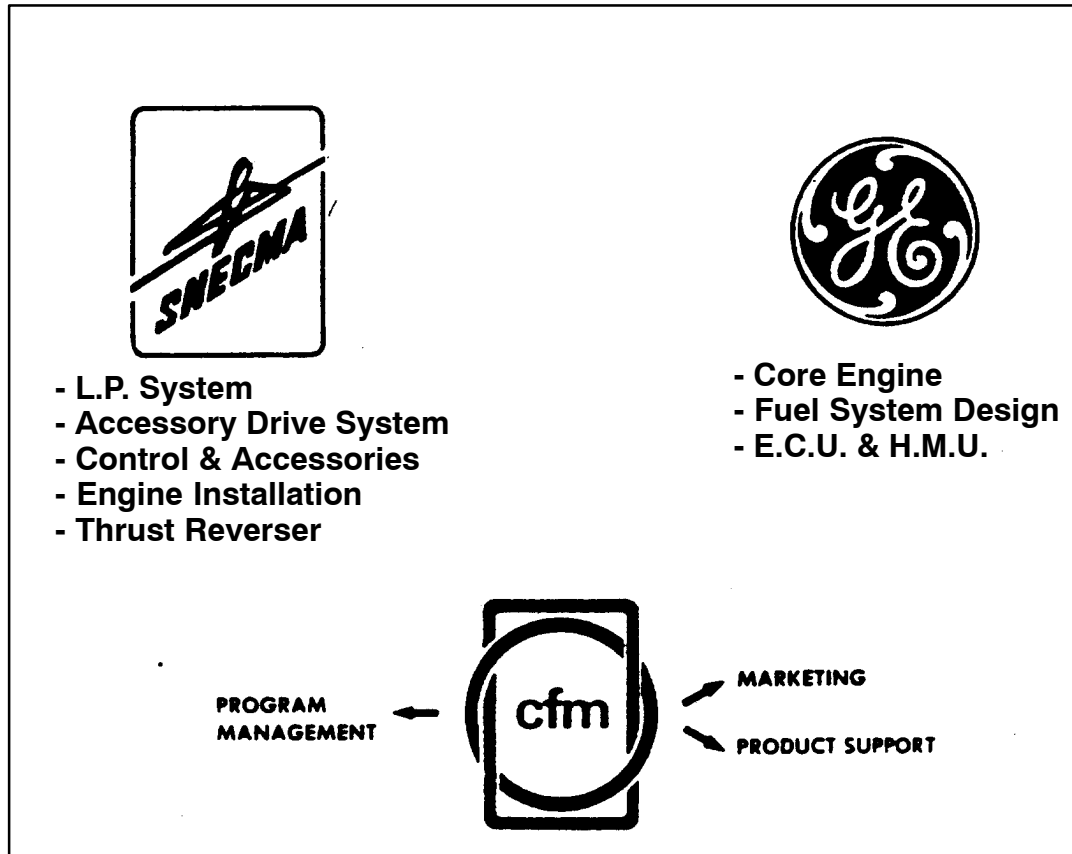 SNECMA
GE
- L.P. System
- Accessory Drive System
- Control & Accessories
- Engine Installation
- Thrust Reverser
- Core Engine
- Fuel System Design
- E.C.U. & H.M.U.
PROGRAM
MANAGEMENT
cfm
MARKETING
PRODUCT SUPPORT